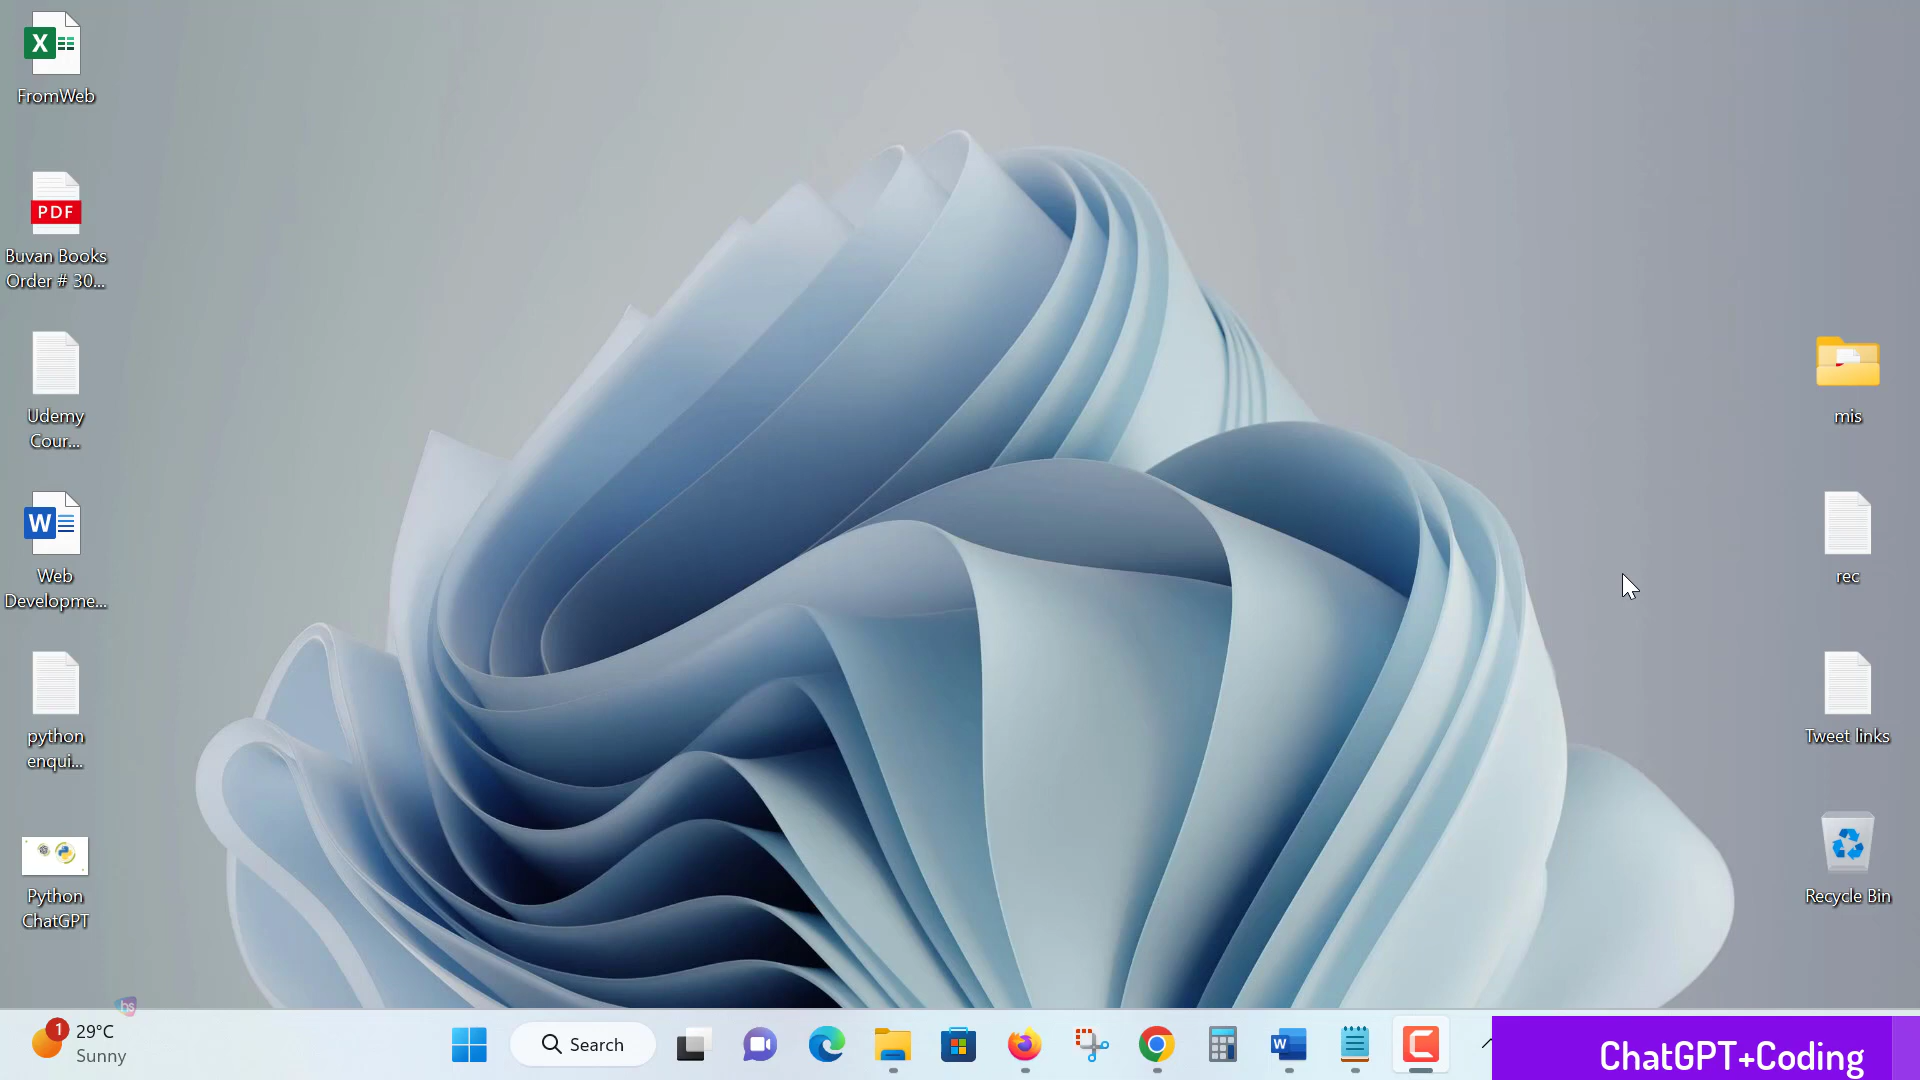 FromWeb
PDF
Buvan Books
Order # 30...
Udemy
Cour...
Web
Developme...
python
enqui...
Python
ChatGPT
mis
rec
Tweet links
Recycle Bin
1
29°C
Sunny
Search
ChatGPT+Coding